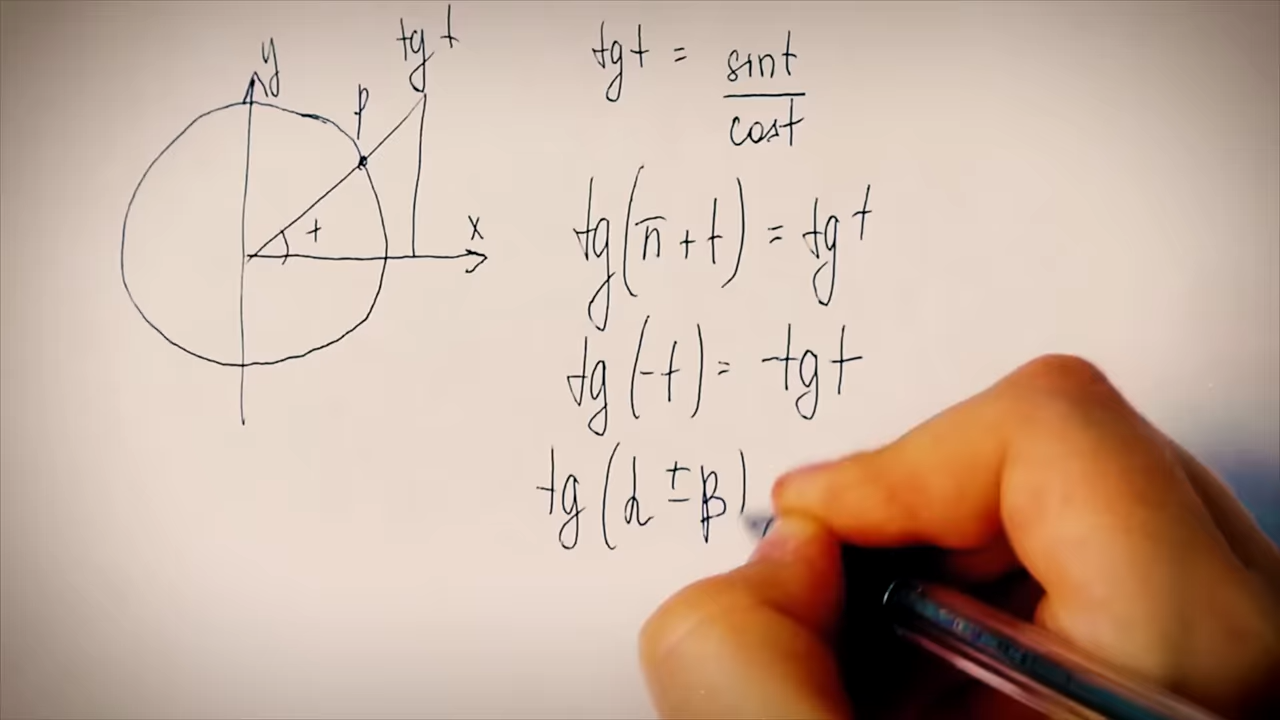 y
tg t
P
t
x
tg t = sin t / cos t
tg(π + t) = tg t
tg(-t) = -tg t
tg(α ± β)